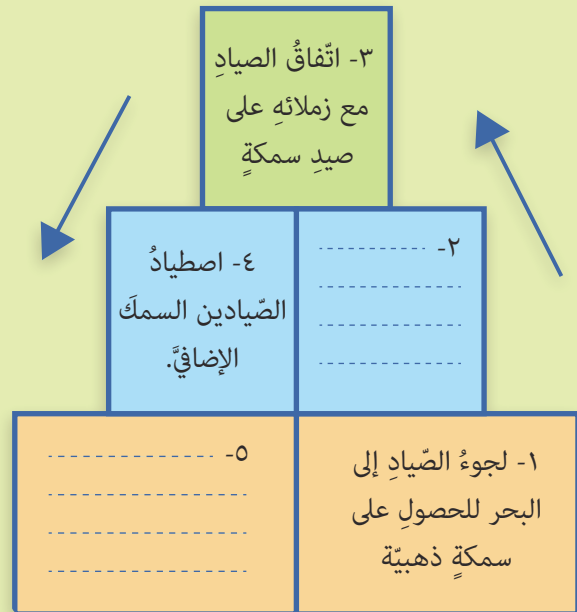 ٣- اتّفاقُ الصيادِ
مع زملائهِ على
صيدِ سمكةٍ
٢-
٤- اصطيادُ
الصّيادين السمكَ
الإضافيَّ.
١- لجوءُ الصّيادِ إلى
البحر للحصولِ على
سمكةٍ ذهبيّة
٥-